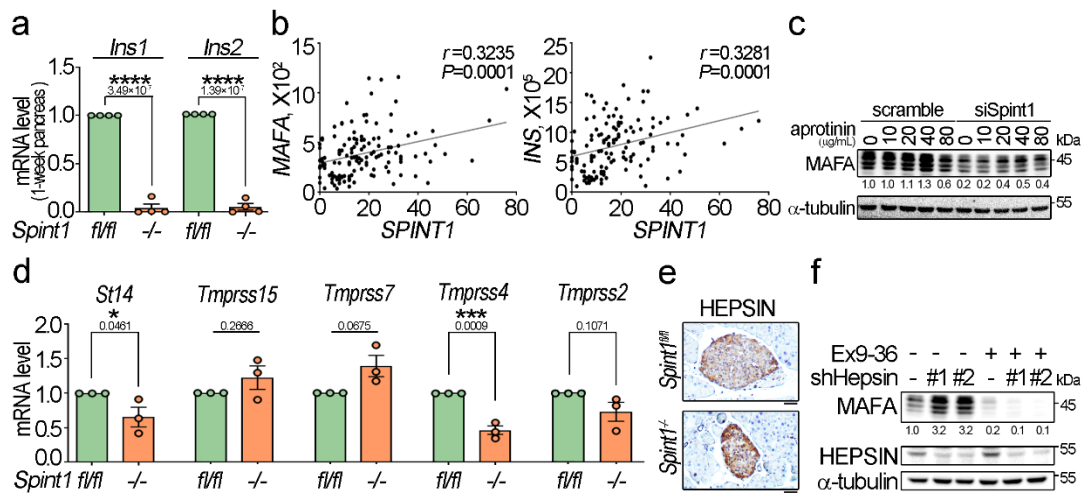 a
Ins1 Ins2
mRNA level
(1-week pancreas)
1.5
1.0
0.5
0.0
**** ****
3.49×10⁻⁷ 1.39×10⁻⁷
Spint1 fl/fl -/- fl/fl -/-
b
MAFA, X10²
15
12
9
6
3
0
r=0.3235
P=0.0001
0 20 40 60 80
SPINT1
INS, X10⁵
25
20
15
10
5
0
r=0.3281
P=0.0001
0 20 40 60 80
SPINT1
c
scramble siSpint1
aprotinin
(μg/mL)
0 10 20 40 80 0 10 20 40 80 kDa
MAFA 45
1.0 1.0 1.1 1.3 0.6 0.2 0.2 0.4 0.5 0.4
α-tubulin 55
d
St14 Tmprss15 Tmprss7 Tmprss4 Tmprss2
mRNA level
2.0
1.5
1.0
0.5
0.0
* ***
0.0461 0.2666 0.0675 0.0009 0.1071
Spint1 fl/fl -/- fl/fl -/- fl/fl -/- fl/fl -/- fl/fl -/-
e
HEPSIN
Spint1fl/fl
Spint1-/-
f
Ex9-36 - - - + + +
shHepsin - #1 #2 - #1 #2 kDa
MAFA 45
1.0 3.2 3.2 0.2 0.1 0.1
HEPSIN 55
α-tubulin 55